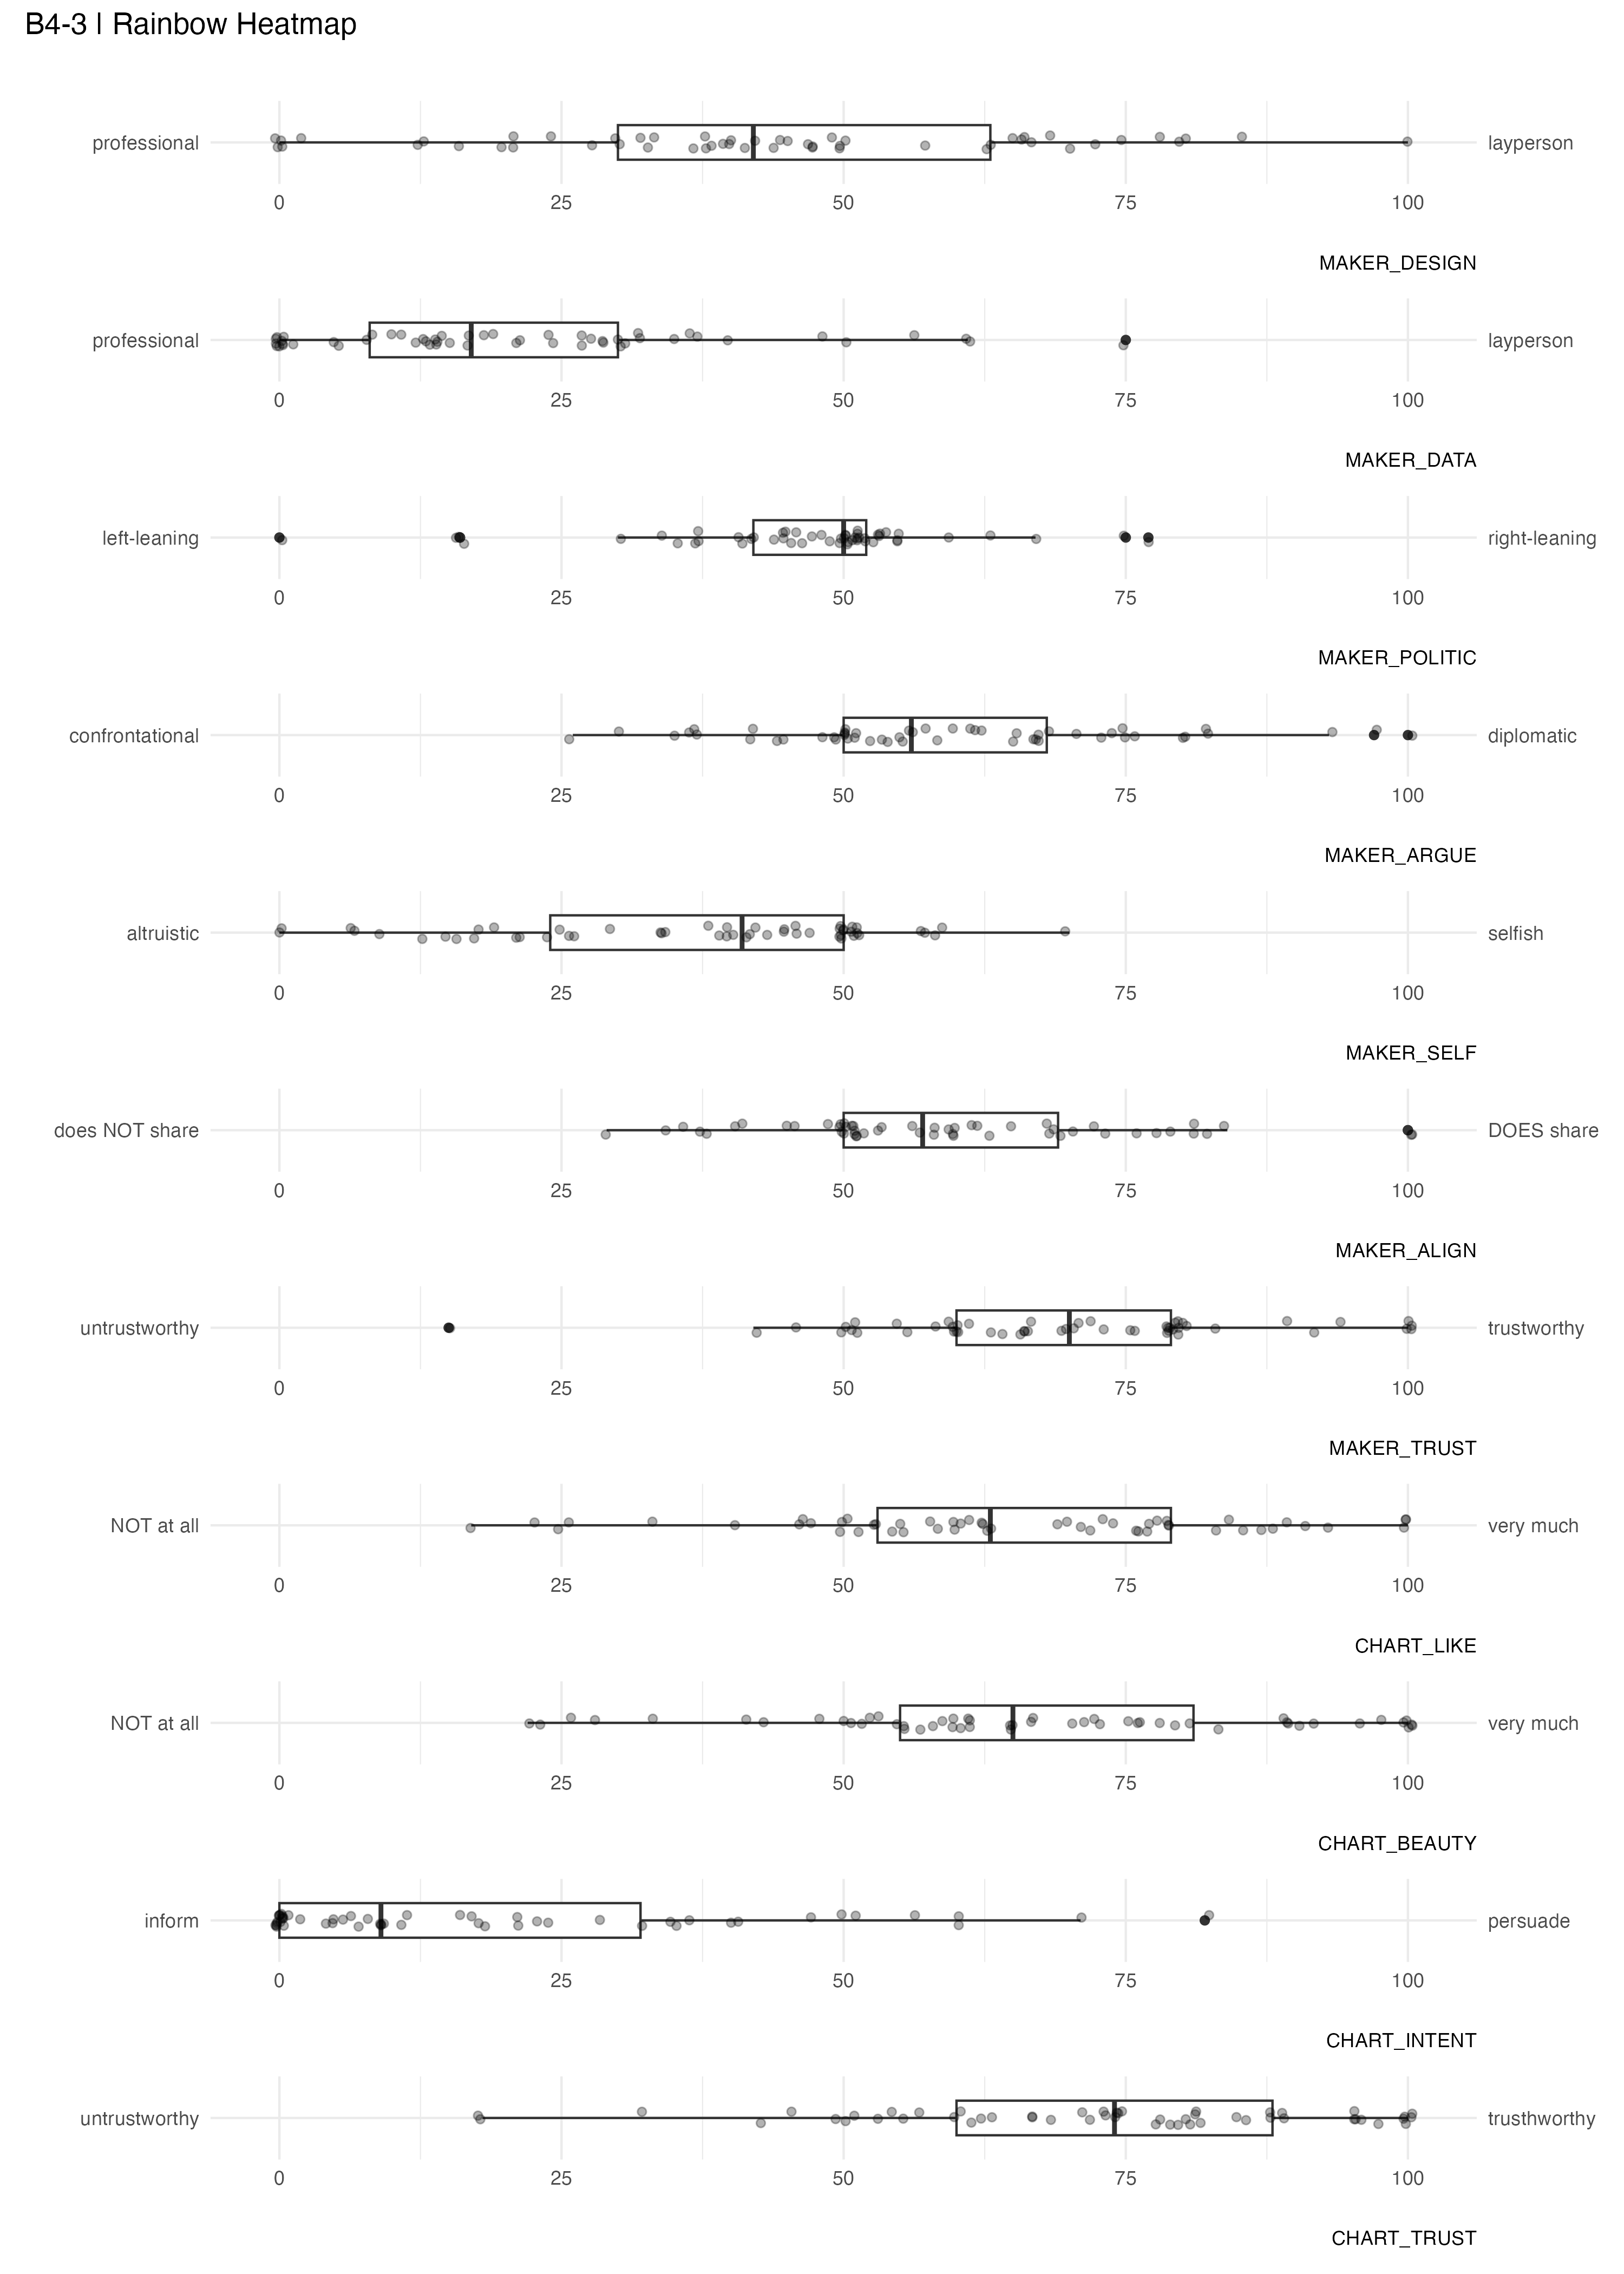 B4-3 | Rainbow Heatmap
professional layperson
0 25 50 75 100
MAKER_DESIGN
professional layperson
0 25 50 75 100
MAKER_DATA
left-leaning right-leaning
0 25 50 75 100
MAKER_POLITIC
confrontational diplomatic
0 25 50 75 100
MAKER_ARGUE
altruistic selfish
0 25 50 75 100
MAKER_SELF
does NOT share DOES share
0 25 50 75 100
MAKER_ALIGN
untrustworthy trustworthy
0 25 50 75 100
MAKER_TRUST
NOT at all very much
0 25 50 75 100
CHART_LIKE
NOT at all very much
0 25 50 75 100
CHART_BEAUTY
inform persuade
0 25 50 75 100
CHART_INTENT
untrustworthy trusthworthy
0 25 50 75 100
CHART_TRUST